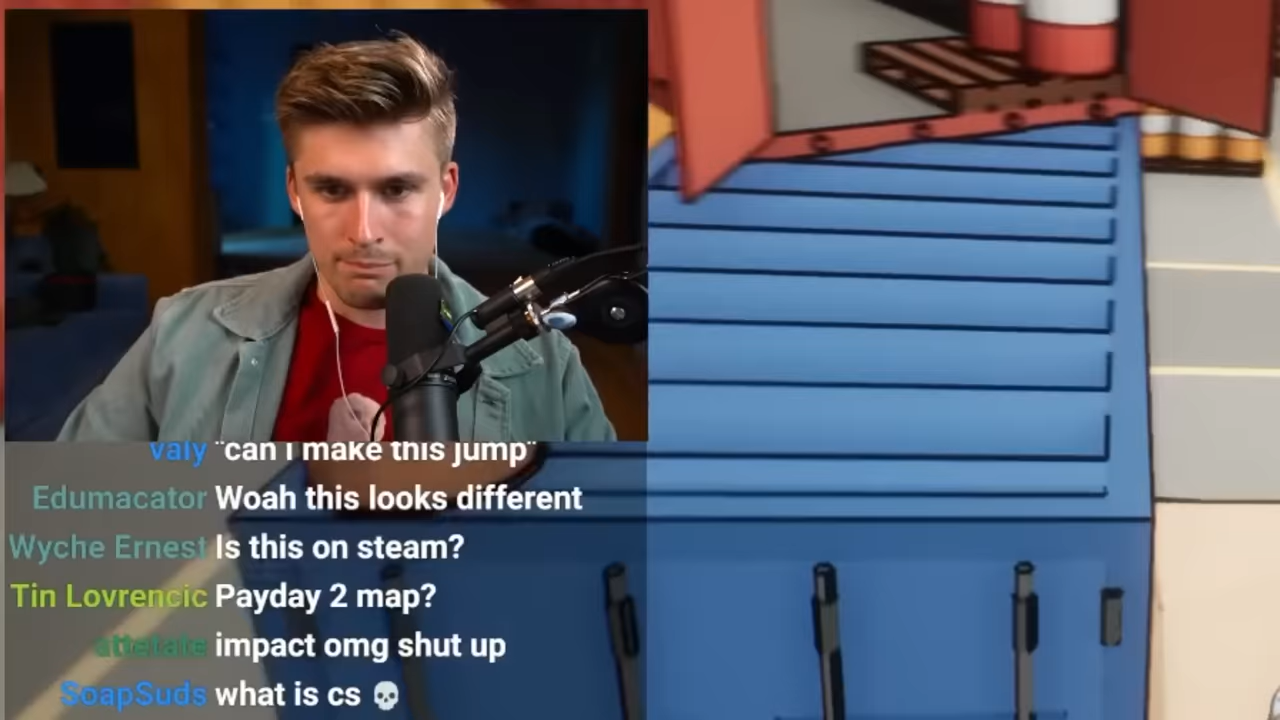 valy "can i make this jump"
Edumacator Woah this looks different
Wyche Ernest Is this on steam?
Tin Lovrencic Payday 2 map?
attetate impact omg shut up
SoapSuds what is cs 💀